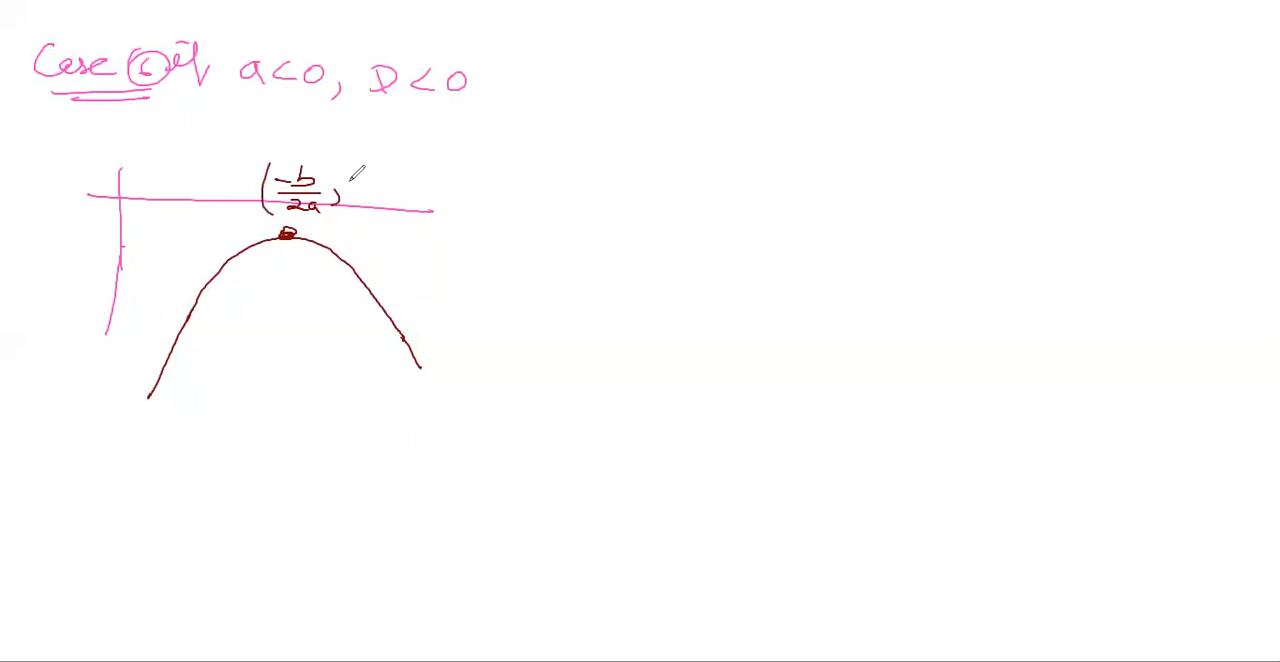 Case ⑥ if a<0, D<0
(-b/2a)